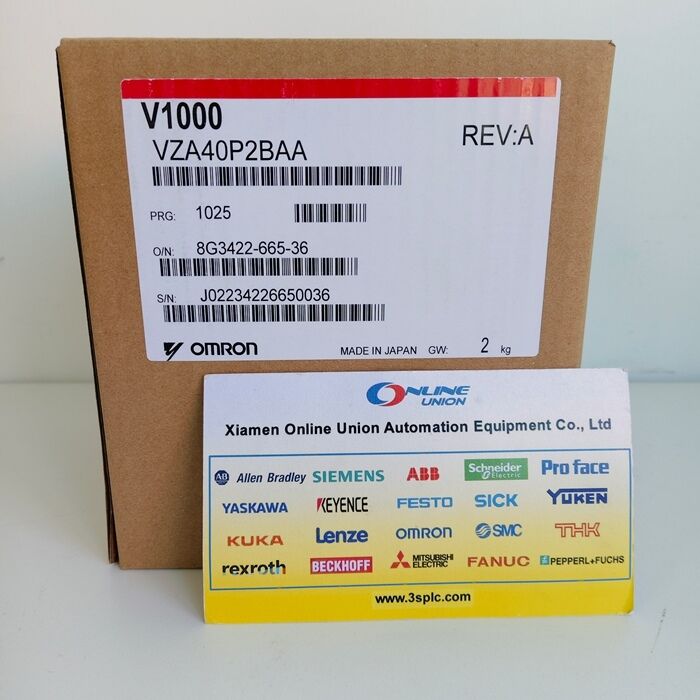 V1000
VZA40P2BAA
REV:A
PRG: 1025
O/N: 8G3422-665-36
S/N: J02234226650036
OMRON MADE IN JAPAN GW: 2 kg
ONLINE
UNION
Xiamen Online Union Automation Equipment Co., Ltd
AB Allen Bradley SIEMENS ABB Schneider Electric Pro face
YASKAWA KEYENCE FESTO SICK YUKEN
KUKA Lenze OMRON SMC THK
rexroth BECKHOFF MITSUBISHI ELECTRIC FANUC PEPPERL+FUCHS
www.3splc.com